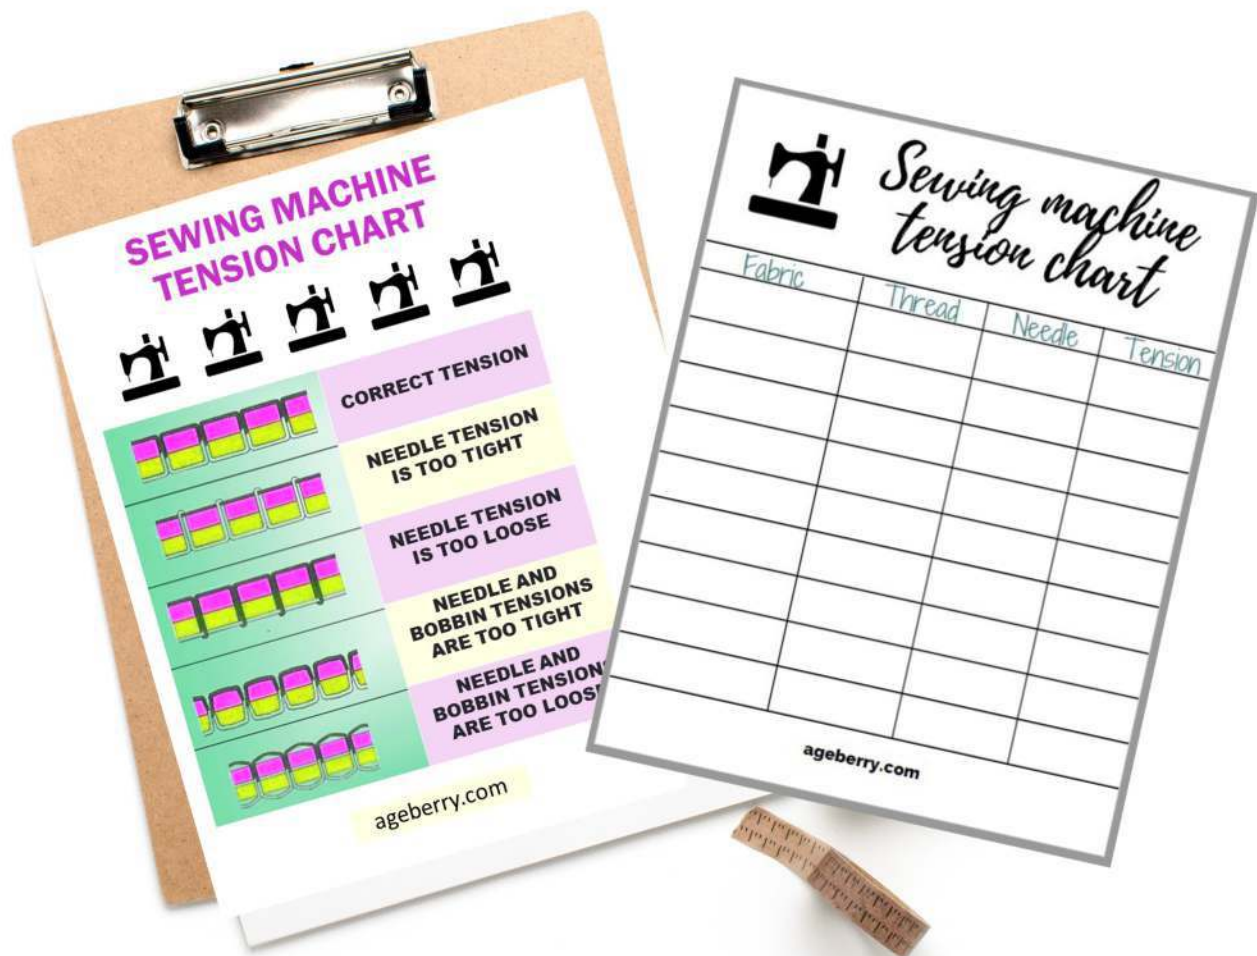 SEWING MACHINE
TENSION CHART
CORRECT TENSION
NEEDLE TENSION
IS TOO TIGHT
NEEDLE TENSION
IS TOO LOOSE
NEEDLE AND
BOBBIN TENSIONS
ARE TOO TIGHT
NEEDLE AND
BOBBIN TENSIONS
ARE TOO LOOSE
ageberry.com
Sewing machine
tension chart
Fabric Thread Needle Tension
ageberry.com